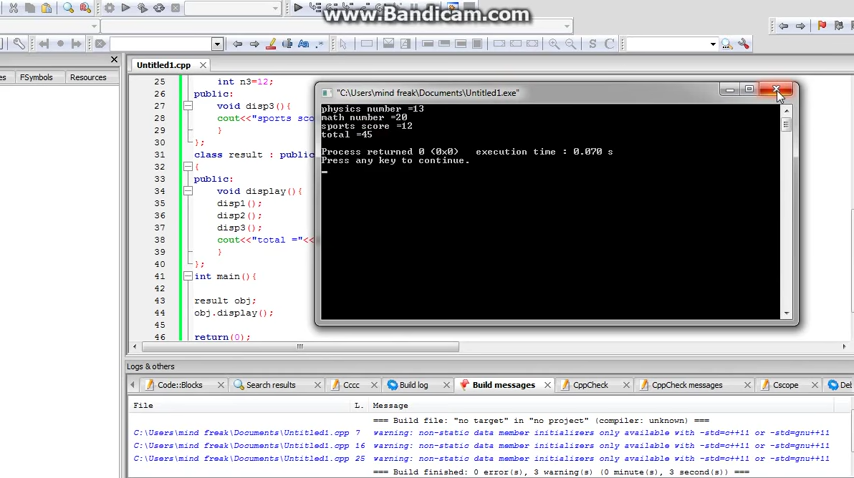 www.Bandicam.com
Untitled1.cpp
s FSymbols Resources
25 int n3=12;
26 public:
27 void disp3(){
28 cout<<"sports sco
29 }
30 };
31 class result : public
32 {
33 public:
34 void display(){
35 disp1();
36 disp2();
37 disp3();
38 cout<<"total ="<<
39 }
40 };
41 int main(){
42
43 result obj;
44 obj.display();
45
46 return(0);
"C:\Users\mind freak\Documents\Untitled1.exe"
physics number =13
math number =20
sports score =12
total =45
Process returned 0 (0x0) execution time : 0.070 s
Press any key to continue.
Logs & others
Code::Blocks Search results Cccc Build log Build messages CppCheck CppCheck messages Cscope Del
File L. Message
=== Build file: "no target" in "no project" (compiler: unknown) ===
C:\Users\mind freak\Documents\Untitled1.cpp 7 warning: non-static data member initializers only available with -std=c++11 or -std=gnu++11
C:\Users\mind freak\Documents\Untitled1.cpp 16 warning: non-static data member initializers only available with -std=c++11 or -std=gnu++11
C:\Users\mind freak\Documents\Untitled1.cpp 25 warning: non-static data member initializers only available with -std=c++11 or -std=gnu++11
=== Build finished: 0 error(s), 3 warning(s) (0 minute(s), 3 second(s)) ===